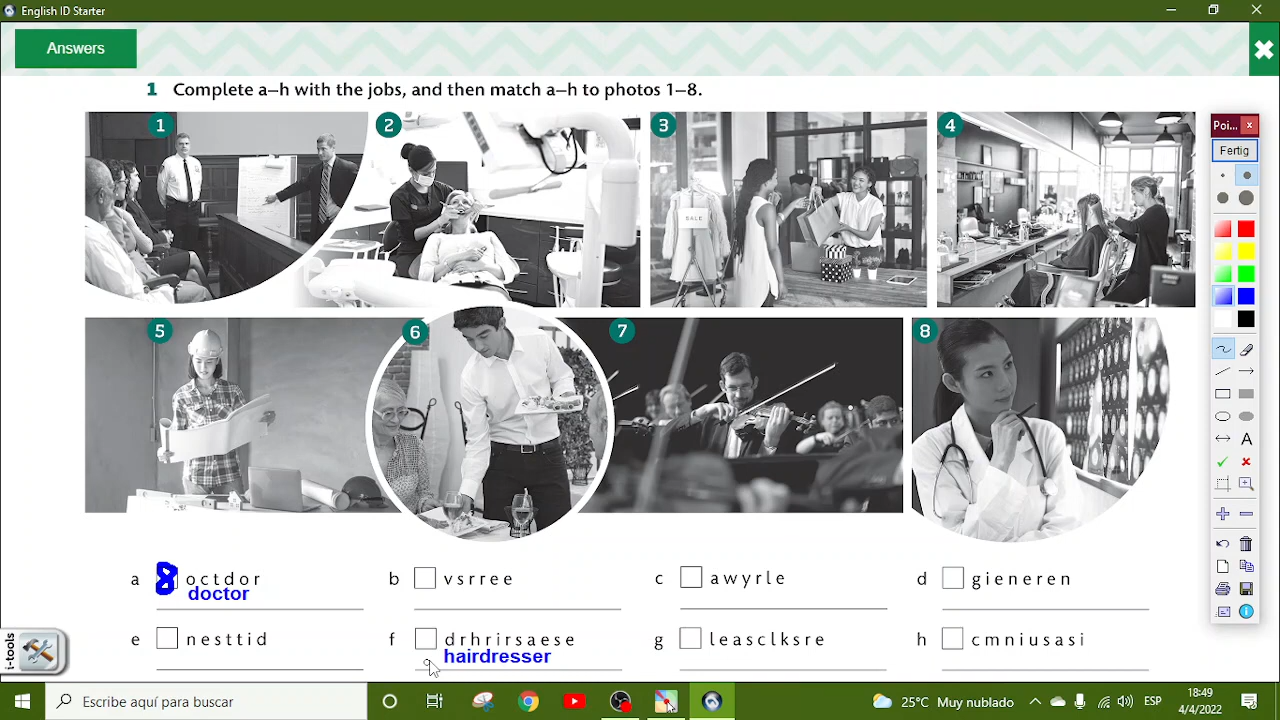 English ID Starter
Answers
1 Complete a–h with the jobs, and then match a–h to photos 1–8.
1 2 3 4
SALE
5 6 7 8
Poi...
Fertig
A
a 8 octdor b vsrree c awyrle d gieneren
doctor
e nesttid f drhrirsaese g leasclksre h cmniusasi
hairdresser
i-tools
Escribe aquí para buscar
25°C Muy nublado
ESP
18:49
4/4/2022